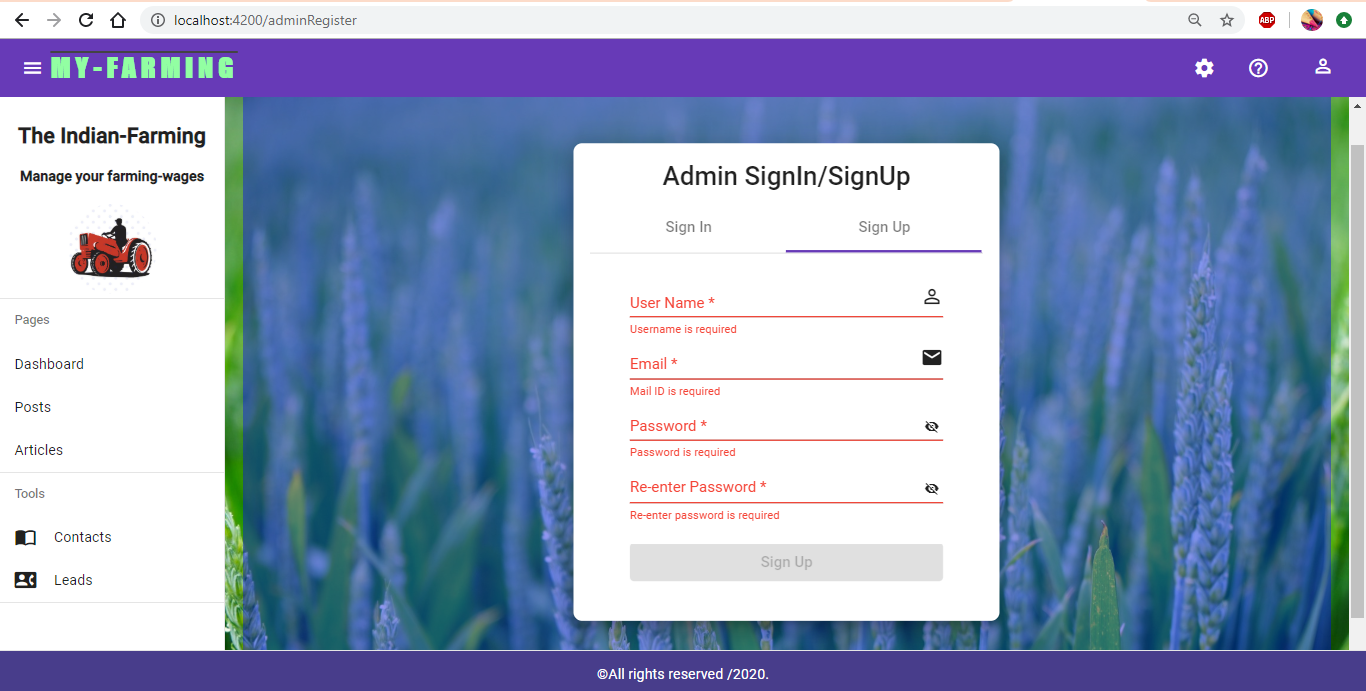 localhost:4200/adminRegister
ABP
MY-FARMING
The Indian-Farming
Manage your farming-wages
Pages
Dashboard
Posts
Articles
Tools
Contacts
Leads
Admin SignIn/SignUp
Sign In
Sign Up
User Name *
Username is required
Email *
Mail ID is required
Password *
Password is required
Re-enter Password *
Re-enter password is required
Sign Up
©All rights reserved /2020.